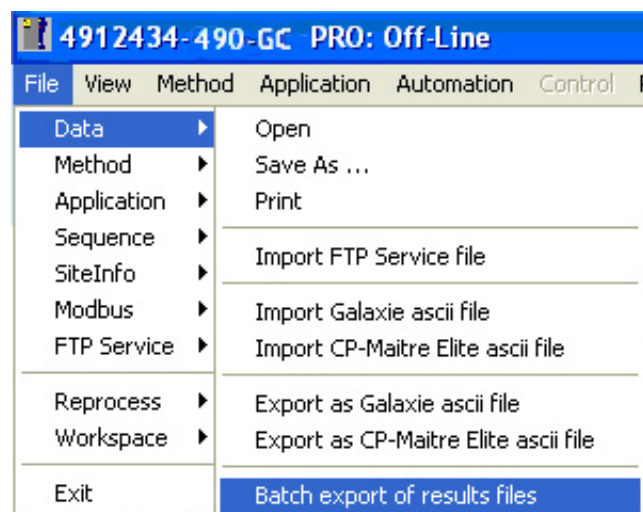 4912434-490-GC PRO: Off-Line
File View Method Application Automation Control
Data
Method
Application
Sequence
SiteInfo
Modbus
FTP Service
Reprocess
Workspace
Exit
Open
Save As ...
Print
Import FTP Service file
Import Galaxie ascii file
Import CP-Maitre Elite ascii file
Export as Galaxie ascii file
Export as CP-Maitre Elite ascii file
Batch export of results files